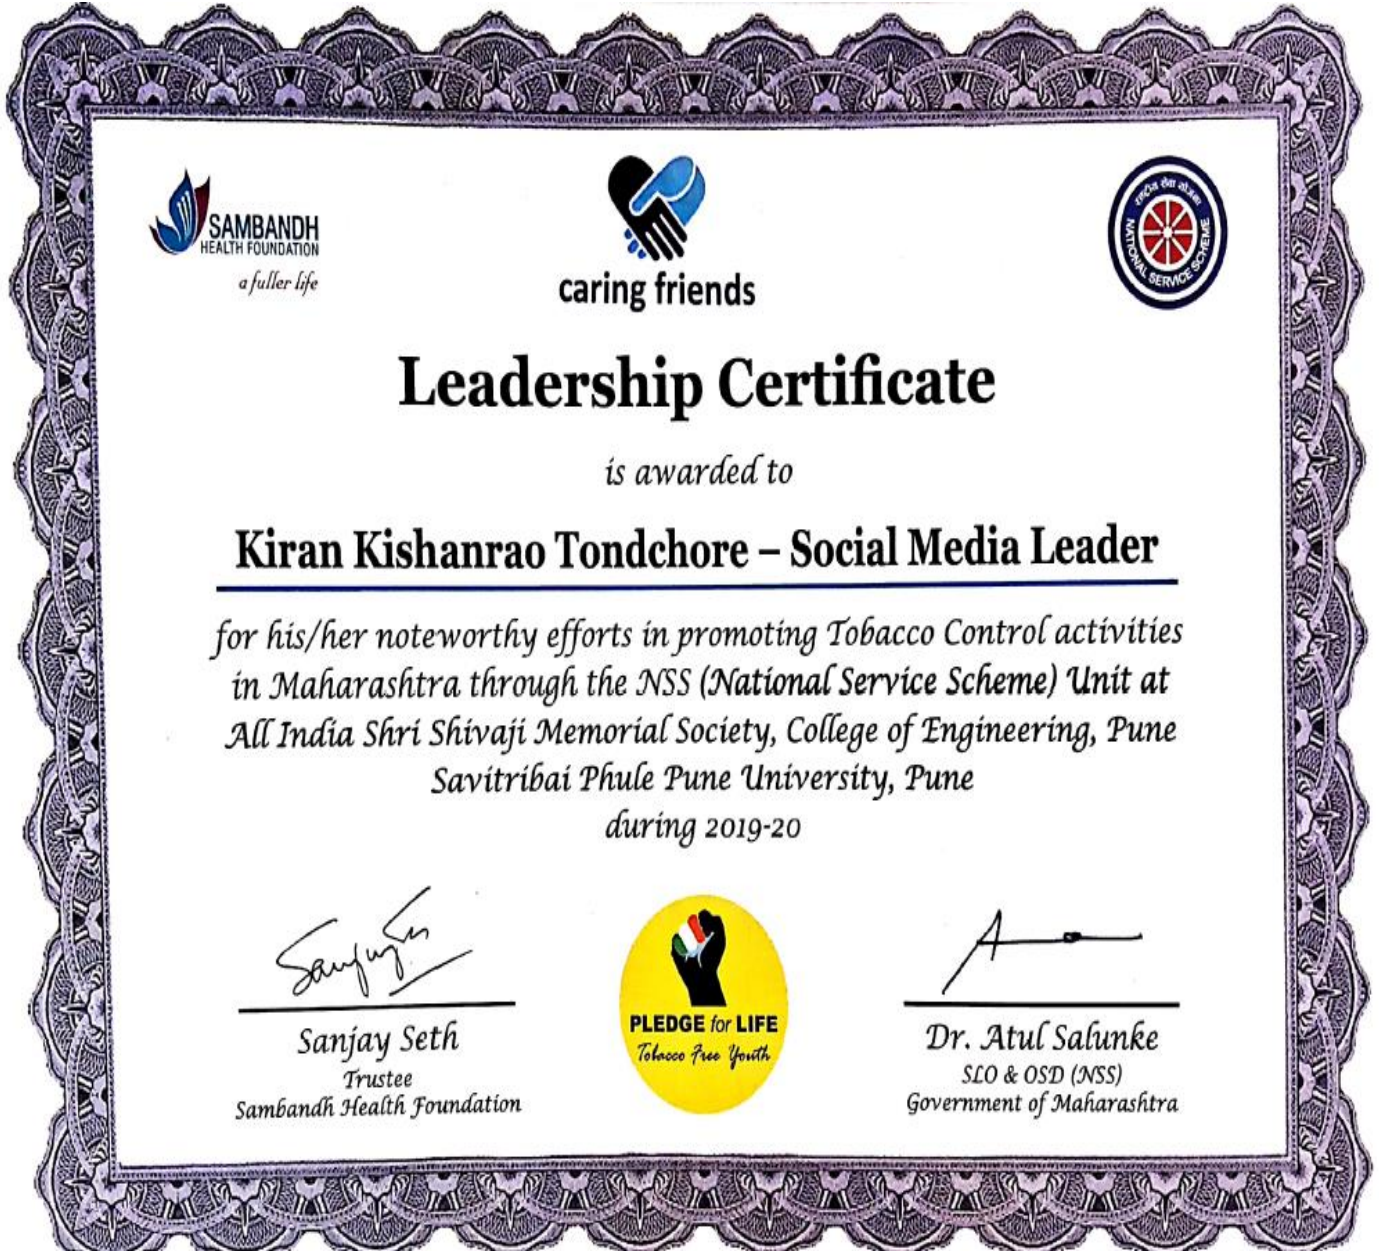 SAMBANDH
HEALTH FOUNDATION
a fuller life
caring friends
राष्ट्रीय सेवा योजना
NATIONAL SERVICE SCHEME
Leadership Certificate
is awarded to
Kiran Kishanrao Tondchore – Social Media Leader
for his/her noteworthy efforts in promoting Tobacco Control activities
in Maharashtra through the NSS (National Service Scheme) Unit at
All India Shri Shivaji Memorial Society, College of Engineering, Pune
Savitribai Phule Pune University, Pune
during 2019-20
PLEDGE for LIFE
Tobacco Free Youth
Sanjay Seth
Trustee
Sambandh Health Foundation
Dr. Atul Salunke
SLO & OSD (NSS)
Government of Maharashtra